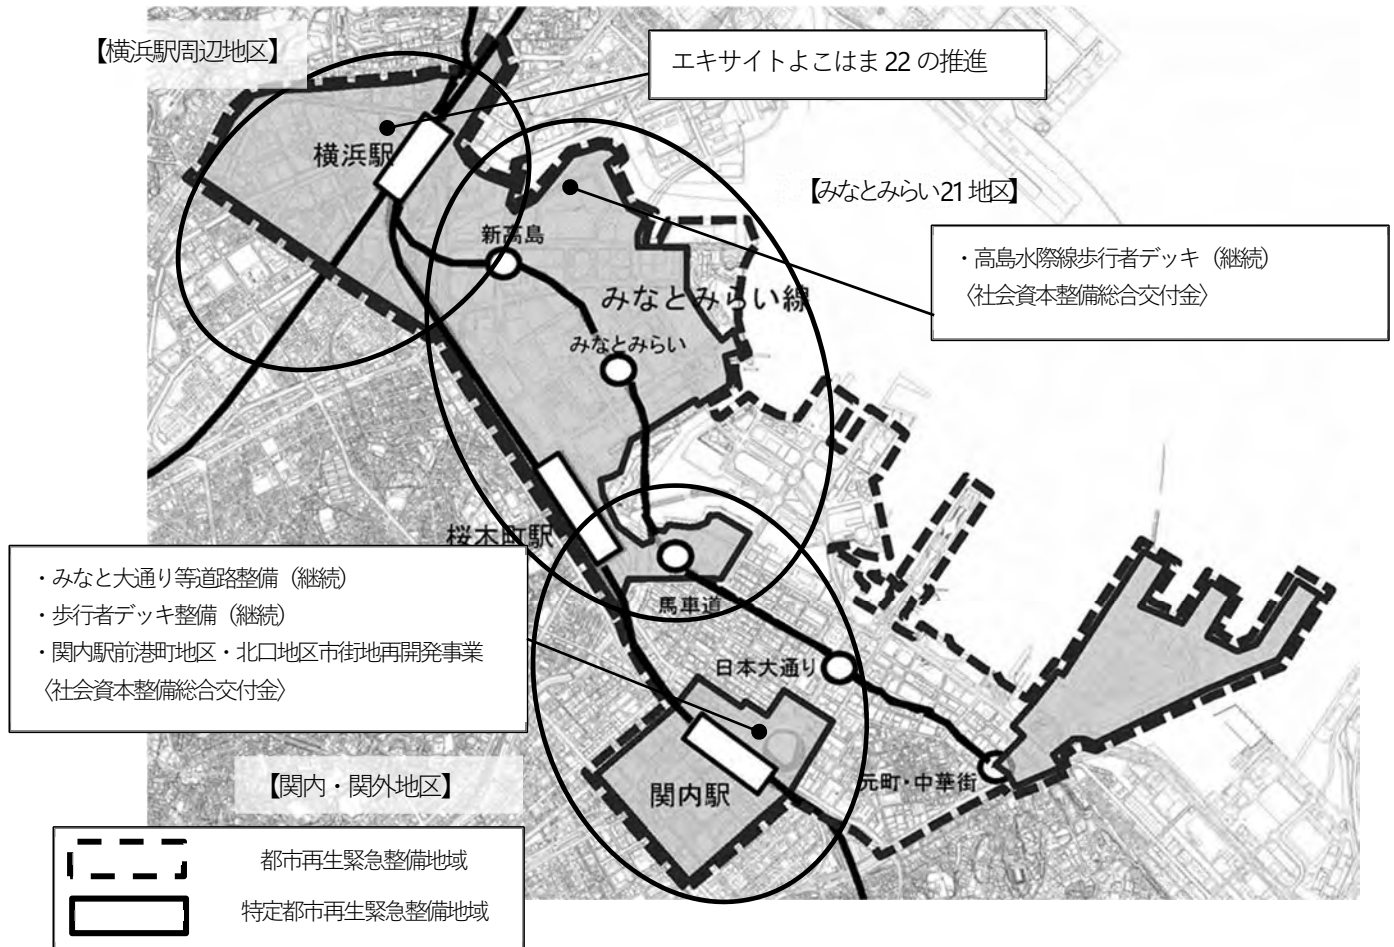 【横浜駅周辺地区】
エキサイトよこはま 22 の推進
横浜駅
【みなとみらい21 地区】
新高島
・高島水際線歩行者デッキ（継続）
〈社会資本整備総合交付金〉
みなとみらい線
みなとみらい
桜木町駅
・みなと大通り等道路整備（継続）
・歩行者デッキ整備（継続）
・関内駅前港町地区・北口地区市街地再開発事業
〈社会資本整備総合交付金〉
馬車道
日本大通り
元町・中華街
関内駅
【関内・関外地区】
都市再生緊急整備地域
特定都市再生緊急整備地域